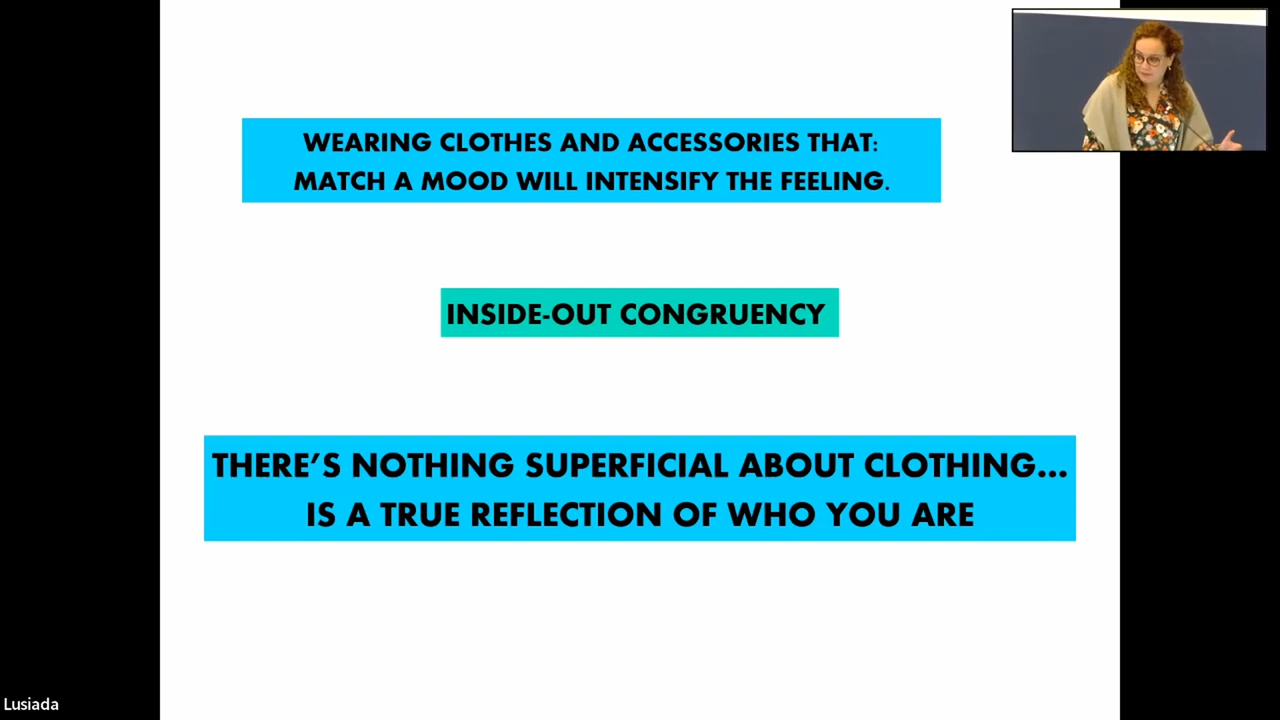 WEARING CLOTHES AND ACCESSORIES THAT:
MATCH A MOOD WILL INTENSIFY THE FEELING.
INSIDE-OUT CONGRUENCY
THERE’S NOTHING SUPERFICIAL ABOUT CLOTHING...
IS A TRUE REFLECTION OF WHO YOU ARE
Lusiada